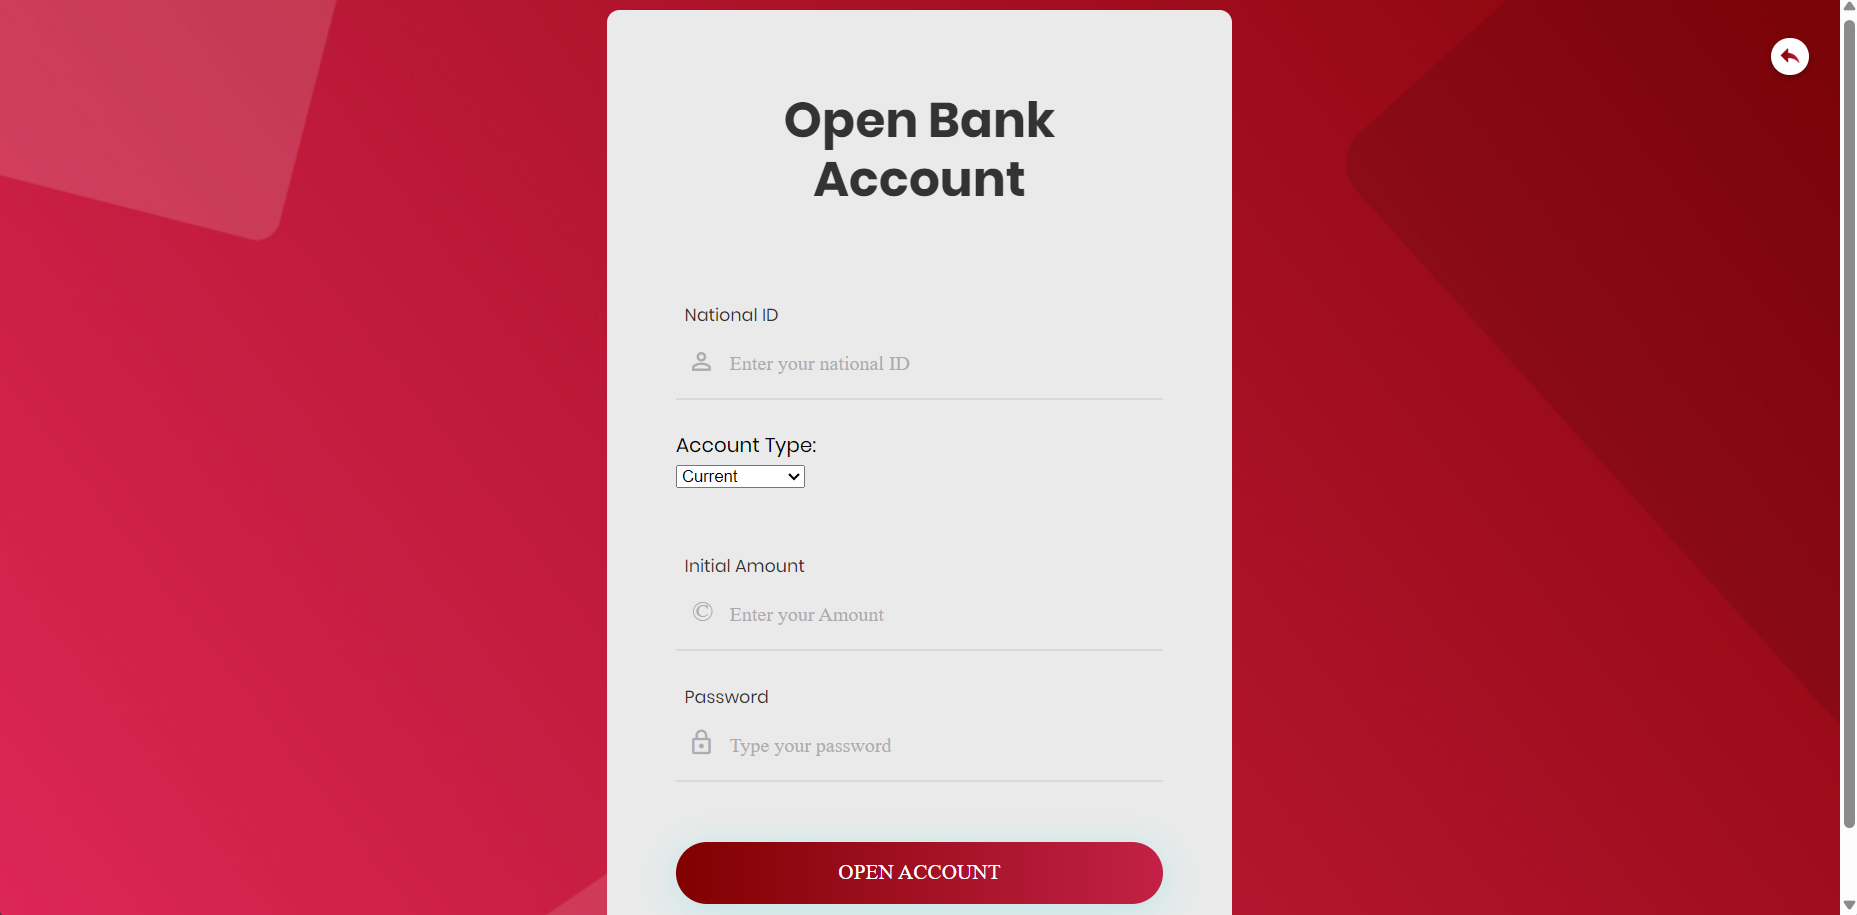 Open Bank
Account
National ID
Enter your national ID
Account Type:
Current
Initial Amount
© Enter your Amount
Password
Type your password
OPEN ACCOUNT